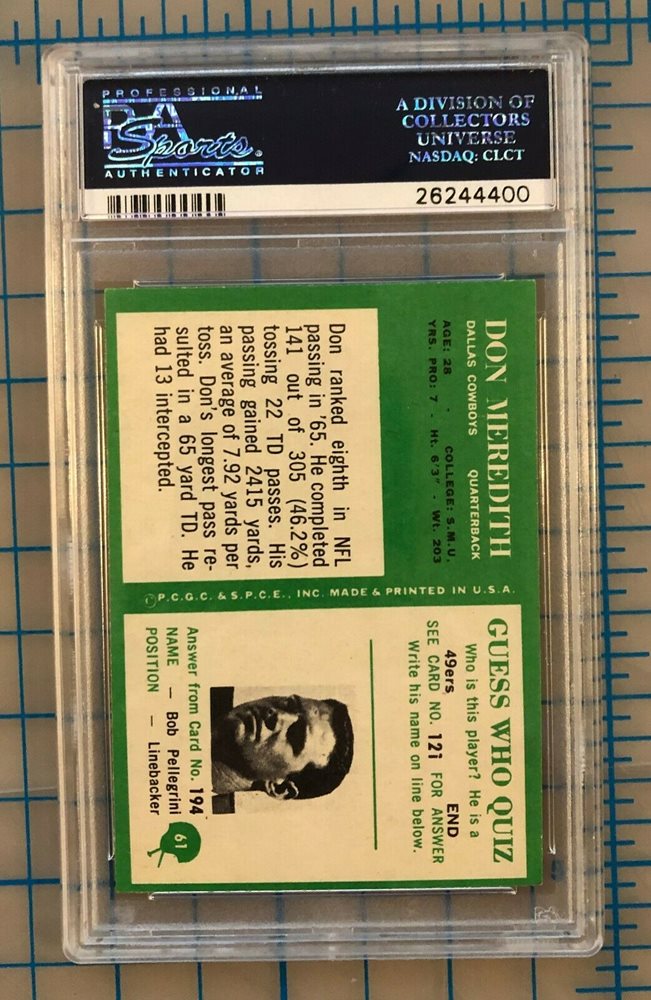 PROFESSIONAL
PSA
Sports®
AUTHENTICATOR
A DIVISION OF
COLLECTORS
UNIVERSE
NASDAQ: CLCT
26244400
DON MEREDITH
DALLAS COWBOYS QUARTERBACK
AGE: 28 · COLLEGE: S.M.U.
YRS. PRO: 7 · Ht. 6'3" · Wt. 203
Don ranked eighth in NFL
passing in '65. He completed
141 out of 305 (46.2%)
tossing 22 TD passes. His
passing gained 2415 yards,
an average of 7.92 yards per
toss. Don's longest pass re-
sulted in a 65 yard TD. He
had 13 intercepted.
©P.C.G.C. & S.P.C.E., INC. MADE & PRINTED IN U.S.A.
GUESS WHO QUIZ
Who is this player? He is a
49ers END
SEE CARD NO. 121 FOR ANSWER
Write his name on line below.
Answer from Card No. 194
NAME — Bob Pellegrini
POSITION — Linebacker
61